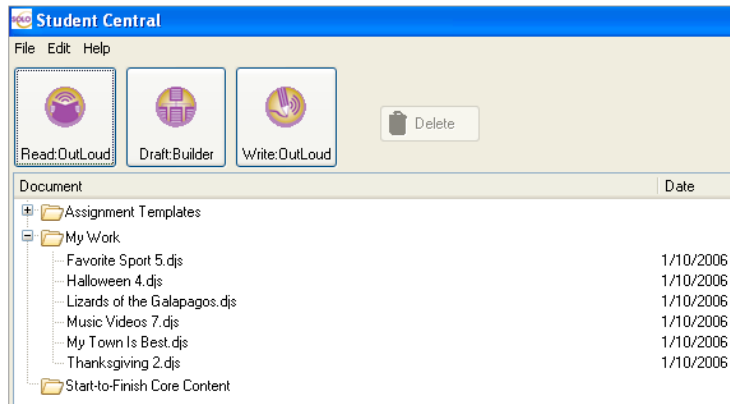 SOLO Student Central
File Edit Help
Read:OutLoud Draft:Builder Write:OutLoud Delete
Document Date
Assignment Templates
My Work
Favorite Sport 5.djs 1/10/2006
Halloween 4.djs 1/10/2006
Lizards of the Galapagos.djs 1/10/2006
Music Videos 7.djs 1/10/2006
My Town Is Best.djs 1/10/2006
Thanksgiving 2.djs 1/10/2006
Start-to-Finish Core Content